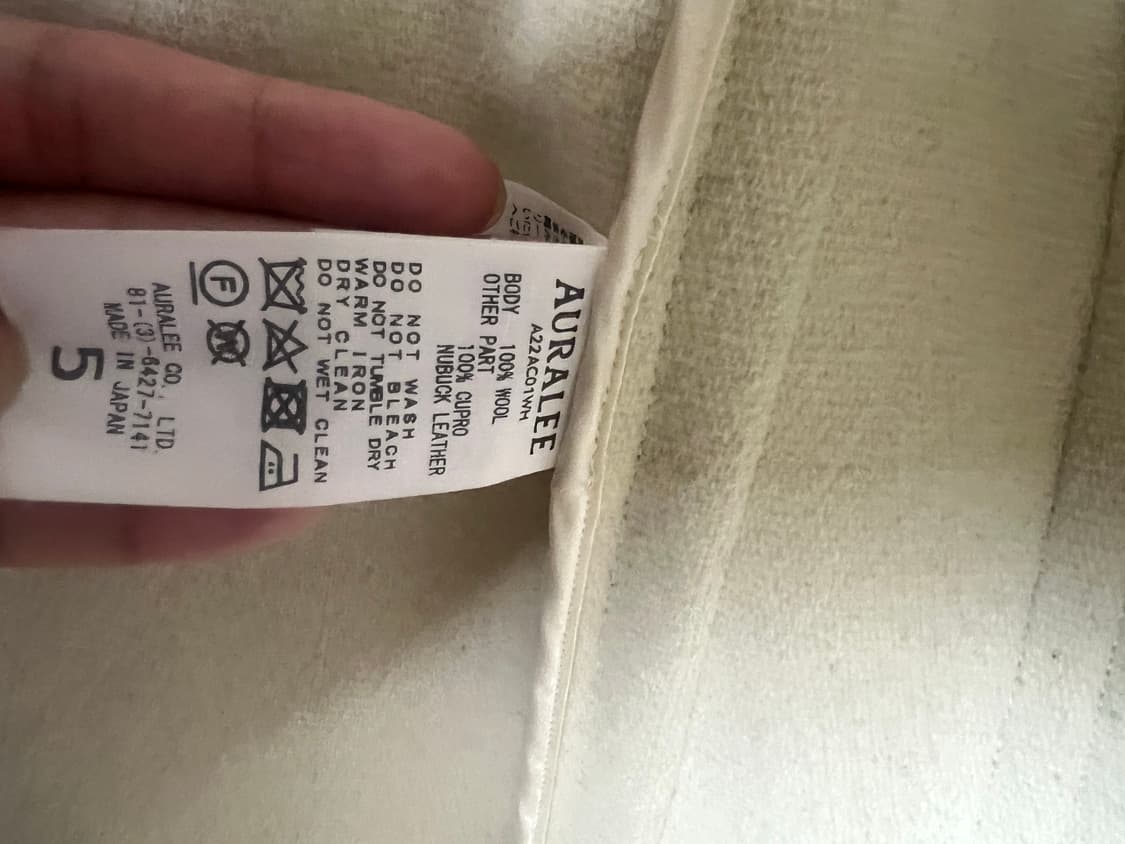 AURALEE
A22AC01WH
BODY 100% WOOL
OTHER PART
100% CUPRO
NUBUCK LEATHER
DO NOT WASH
DO NOT BLEACH
DO NOT TUMBLE DRY
WARM IRON
DRY CLEAN
DO NOT WET CLEAN
F W
AURALEE CO., LTD.
81-(3)-6427-7141
MADE IN JAPAN
5